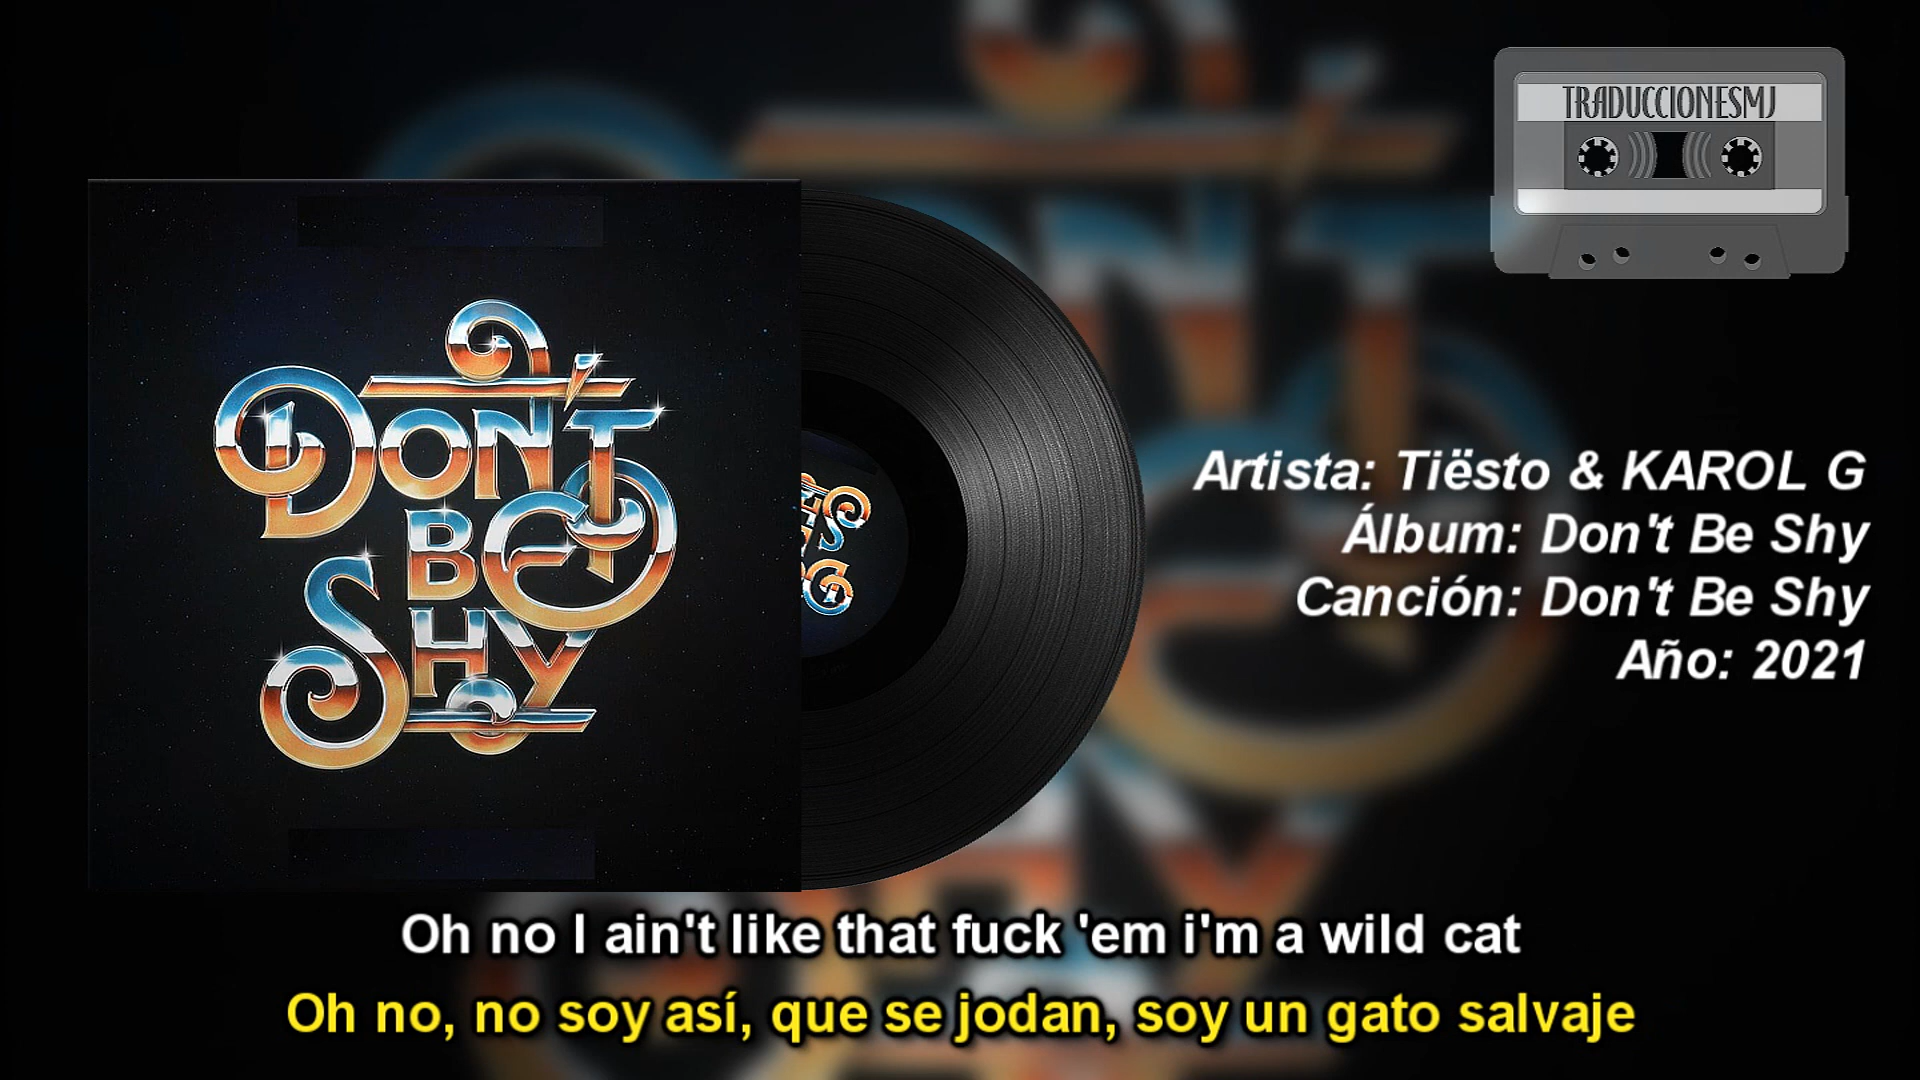 TRADUCCIONESMJ
DON'T
BE
SHY
Artista: Tiësto & KAROL G
Álbum: Don't Be Shy
Canción: Don't Be Shy
Año: 2021
Oh no I ain't like that fuck 'em i'm a wild cat
Oh no, no soy así, que se jodan, soy un gato salvaje